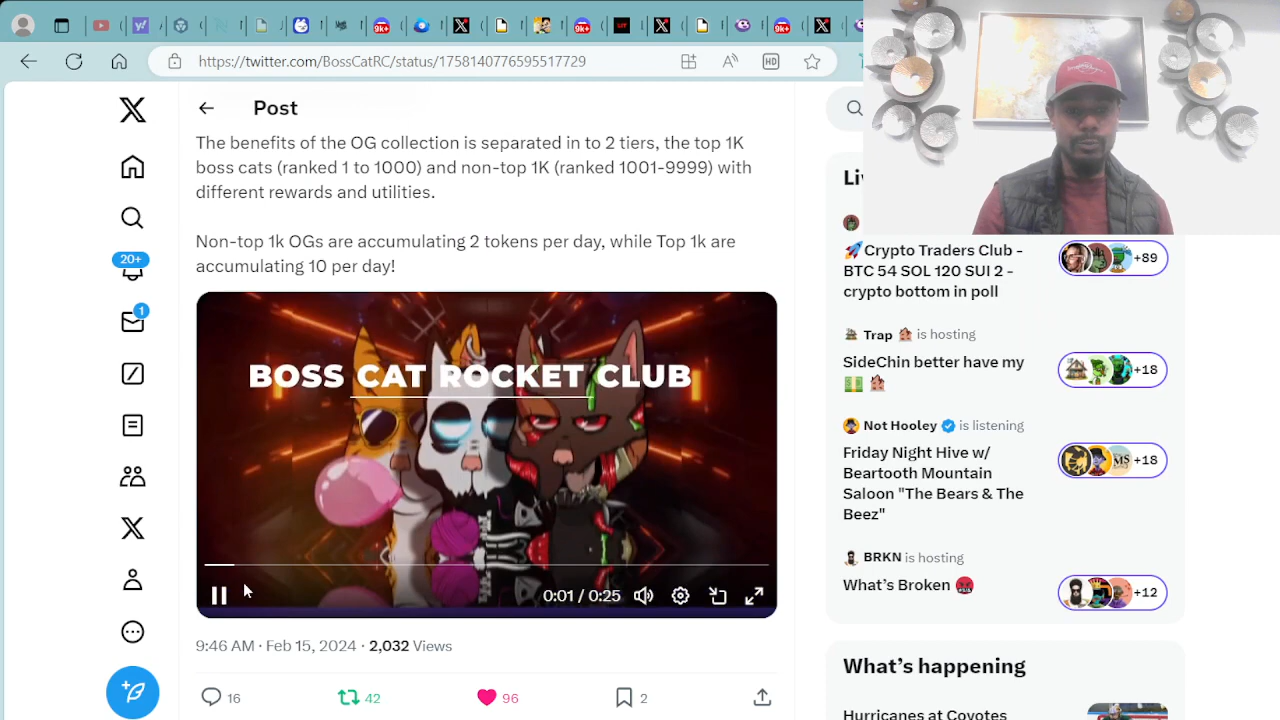 9k+
9k+
9k+
https://twitter.com/BossCatRC/status/1758140776595517729
HD
Post
The benefits of the OG collection is separated in to 2 tiers, the top 1K
boss cats (ranked 1 to 1000) and non-top 1K (ranked 1001-9999) with
different rewards and utilities.
Non-top 1k OGs are accumulating 2 tokens per day, while Top 1k are
accumulating 10 per day!
BOSS CAT ROCKET CLUB
0:01 / 0:25
9:46 AM · Feb 15, 2024 · 2,032 Views
16
42
96
2
20+
1
🚀Crypto Traders Club -
BTC 54 SOL 120 SUI 2 -
crypto bottom in poll
+89
Trap 🏚️ is hosting
SideChin better have my
💵 🏚️
+18
Not Hooley is listening
Friday Night Hive w/
Beartooth Mountain
Saloon "The Bears & The
Beez"
MS
+18
BRKN is hosting
What's Broken 🤬
+12
What's happening
Hurricanes at Coyotes